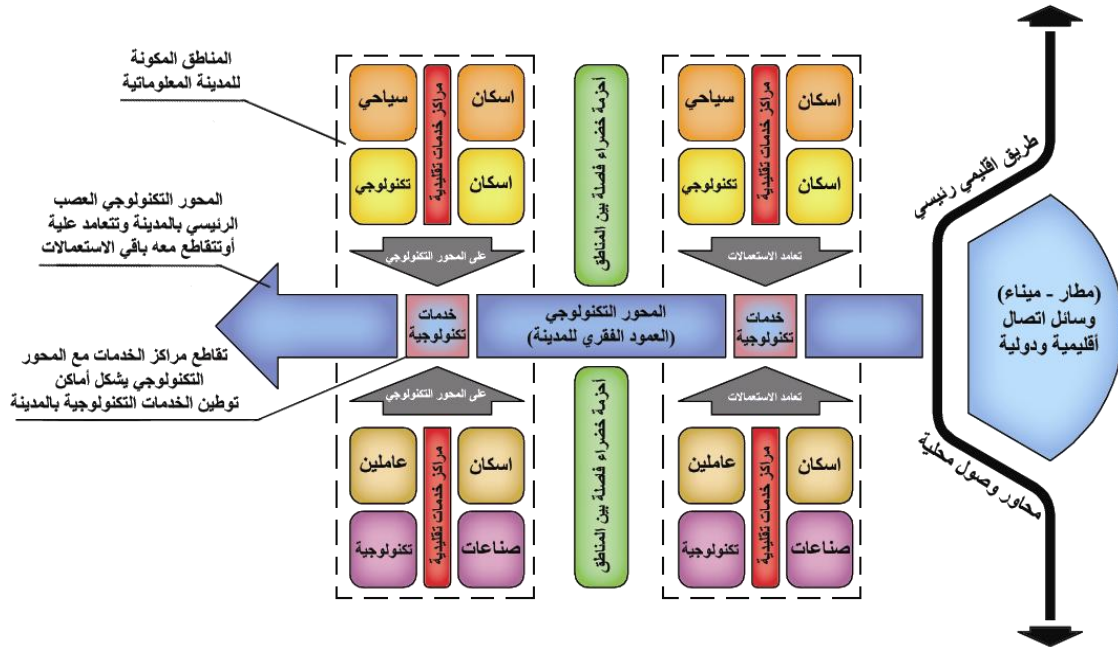 المناطق المكونة
للمدينة المعلوماتية
المحور التكنولوجي العصب
الرئيسي بالمدينة وتتعامد علية
أوتتقاطع معه باقي الاستعمالات
تقاطع مراكز الخدمات مع المحور
التكنولوجي يشكل أماكن
توطين الخدمات التكنولوجية بالمدينة
اسكان
مراكز خدمات تقليدية
سياحي
اسكان
تكنولوجي
أحزمة خضراء فاصلة بين المناطق
اسكان
مراكز خدمات تقليدية
سياحي
اسكان
تكنولوجي
تعامد الاستعمالات
على المحور التكنولوجي
طريق اقليمي رئيسي
(مطار - ميناء)
وسائل اتصال
أقليمية ودولية
محاور وصول محلية
خدمات
تكنولوجية
المحور التكنولوجي
(العمود الفقري للمدينة)
خدمات
تكنولوجية
تعامد الاستعمالات
على المحور التكنولوجي
اسكان
مراكز خدمات تقليدية
عاملين
صناعات
تكنولوجية
أحزمة خضراء فاصلة بين المناطق
اسكان
مراكز خدمات تقليدية
عاملين
صناعات
تكنولوجية